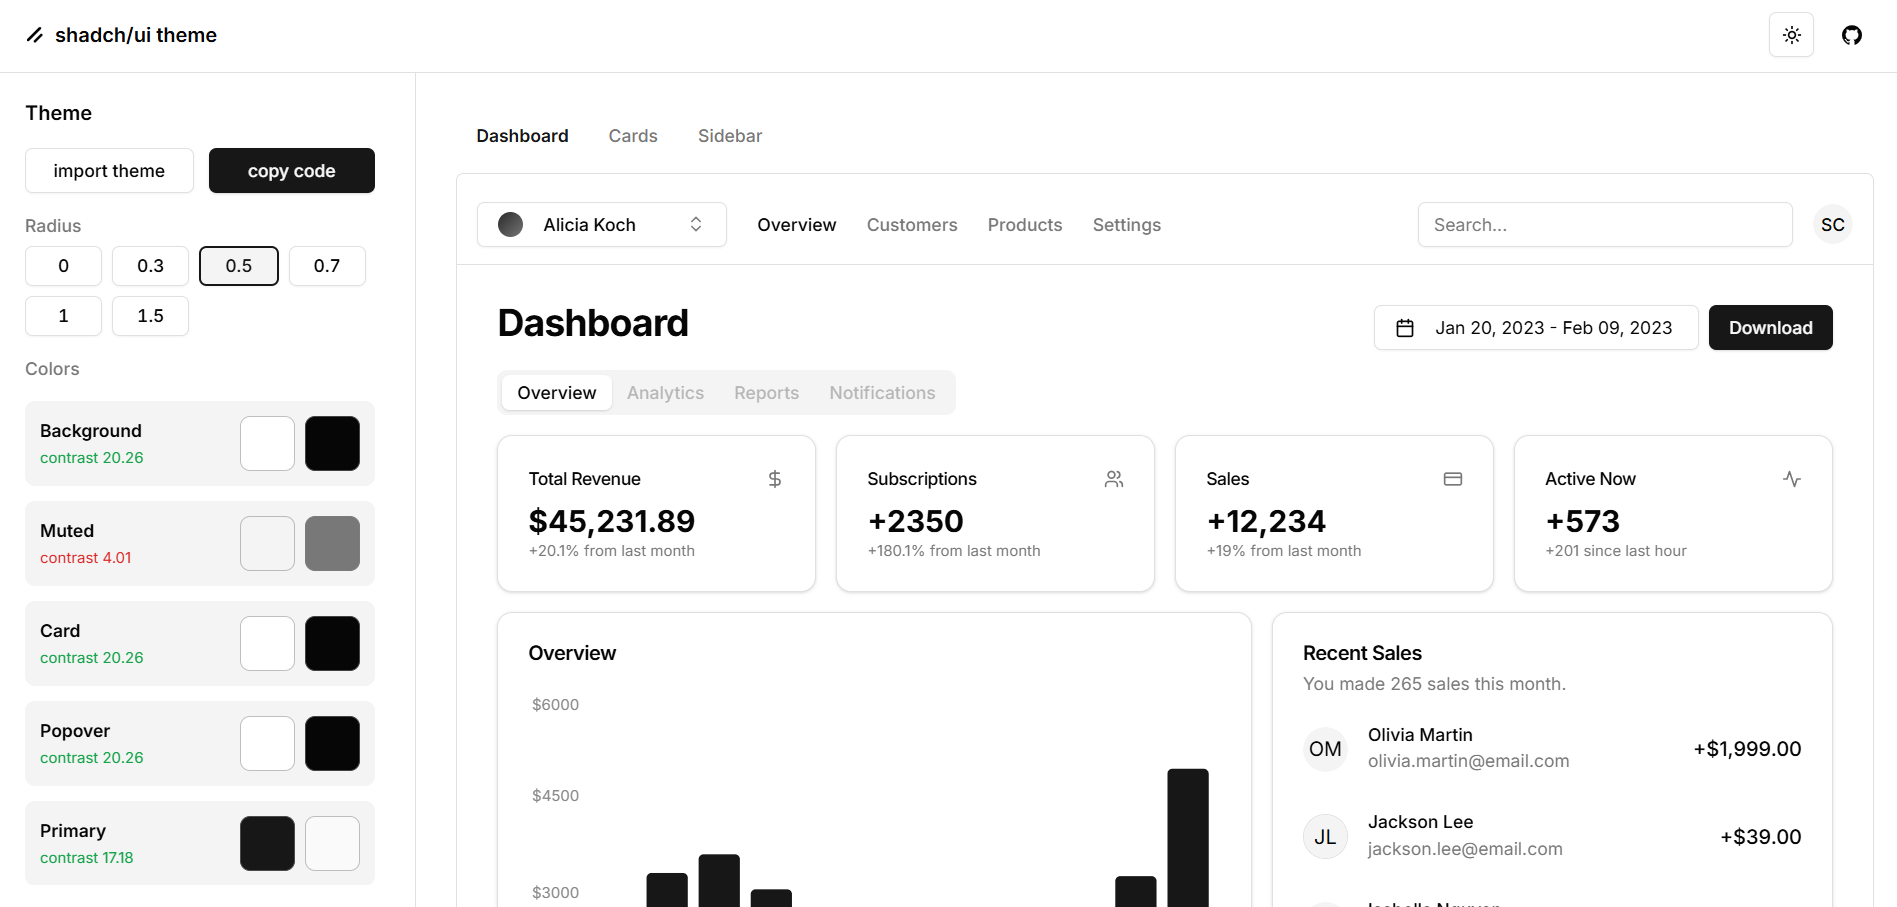 shadch/ui theme
Theme
import theme
copy code
Radius
0
0.3
0.5
0.7
1
1.5
Colors
Background
contrast 20.26
Muted
contrast 4.01
Card
contrast 20.26
Popover
contrast 20.26
Primary
contrast 17.18
Dashboard
Cards
Sidebar
Alicia Koch
Overview
Customers
Products
Settings
Search...
SC
Dashboard
Jan 20, 2023 - Feb 09, 2023
Download
Overview
Analytics
Reports
Notifications
Total Revenue
$45,231.89
+20.1% from last month
Subscriptions
+2350
+180.1% from last month
Sales
+12,234
+19% from last month
Active Now
+573
+201 since last hour
Overview
$6000
$4500
$3000
Recent Sales
You made 265 sales this month.
OM
Olivia Martin
olivia.martin@email.com
+$1,999.00
JL
Jackson Lee
jackson.lee@email.com
+$39.00